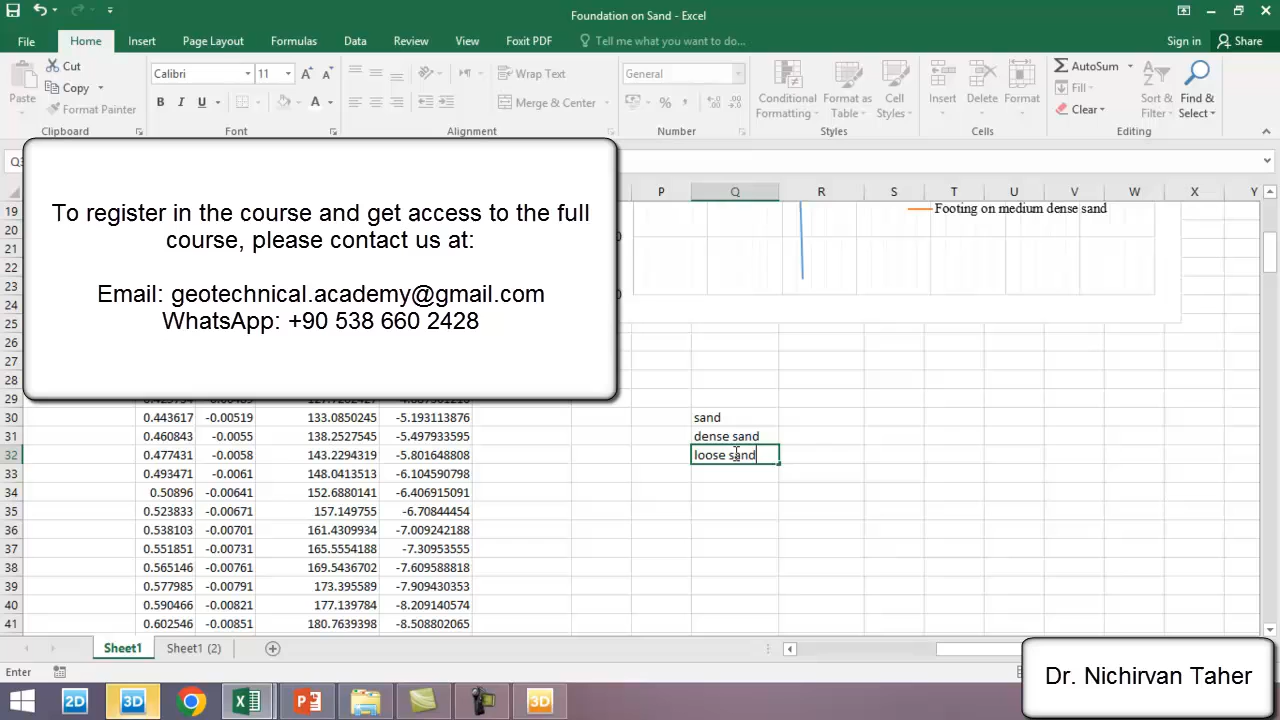 Foundation on Sand - Excel
File Home Insert Page Layout Formulas Data Review View Foxit PDF Tell me what you want to do... Sign in Share
Paste Cut Copy Format Painter
Calibri 11 Wrap Text General
B I U A Merge & Center % Conditional Formatting Format as Table Cell Styles Insert Delete Format
AutoSum Fill Clear Sort & Filter Find & Select
Clipboard Font Alignment Number Styles Cells Editing
To register in the course and get access to the full
course, please contact us at:
Email: geotechnical.academy@gmail.com
WhatsApp: +90 538 660 2428
P Q R S T U V W X Y
19 Footing on medium dense sand
20
21
22
23
24
25
26
27
28
29
30 0.443617 -0.00519 133.0850245 -5.193113876 sand
31 0.460843 -0.0055 138.2527545 -5.497933595 dense sand
32 0.477431 -0.0058 143.2294319 -5.801648808 loose sand
33 0.493471 -0.0061 148.0413513 -6.104590798
34 0.50896 -0.00641 152.6880141 -6.406915091
35 0.523833 -0.00671 157.149755 -6.70844454
36 0.538103 -0.00701 161.4309934 -7.009242188
37 0.551851 -0.00731 165.5554188 -7.30953555
38 0.565146 -0.00761 169.5436702 -7.609588818
39 0.577985 -0.00791 173.395589 -7.909430353
40 0.590466 -0.00821 177.139784 -8.209140574
41 0.602546 -0.00851 180.7639398 -8.508802065
Sheet1 Sheet1 (2)
Enter
Dr. Nichirvan Taher
2D 3D 3D